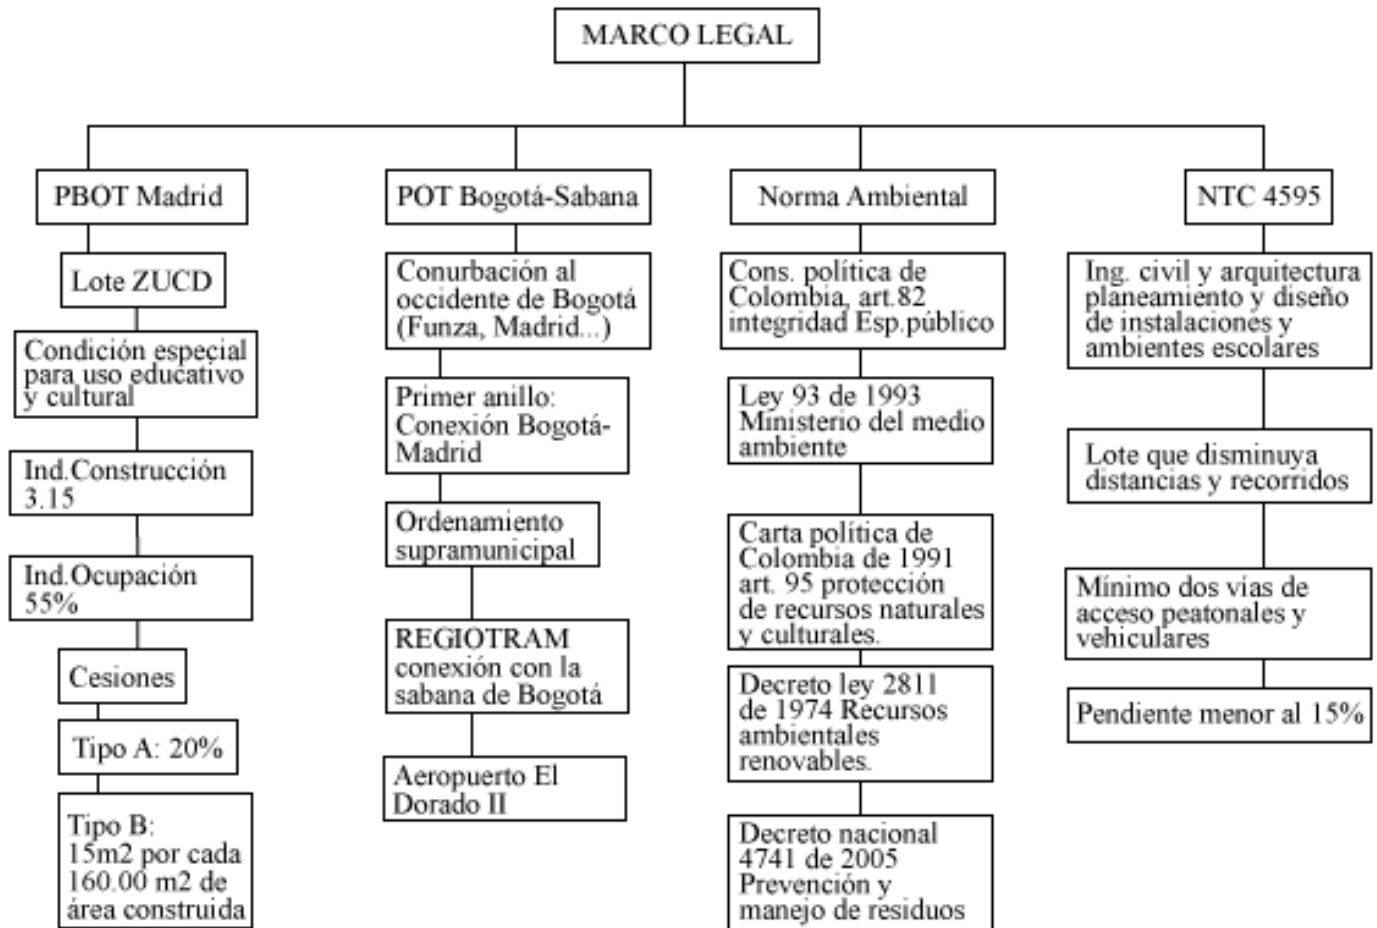 MARCO LEGAL
PBOT Madrid
Lote ZUCD
Condición especial
para uso educativo
y cultural
Ind.Construcción
3.15
Ind.Ocupación
55%
Cesiones
Tipo A: 20%
Tipo B:
15m2 por cada
160.00 m2 de
área construida
POT Bogotá-Sabana
Conurbación al
occidente de Bogotá
(Funza, Madrid...)
Primer anillo:
Conexión Bogotá-
Madrid
Ordenamiento
supramunicipal
REGIOTRAM
conexión con la
sabana de Bogotá
Aeropuerto El
Dorado II
Norma Ambiental
Cons. política de
Colombia, art.82
integridad Esp.público
Ley 93 de 1993
Ministerio del medio
ambiente
Carta política de
Colombia de 1991
art. 95 protección
de recursos naturales
y culturales.
Decreto ley 2811
de 1974 Recursos
ambientales
renovables.
Decreto nacional
4741 de 2005
Prevención y
manejo de residuos
NTC 4595
Ing. civil y arquitectura
planeamiento y diseño
de instalaciones y
ambientes escolares
Lote que disminuya
distancias y recorridos
Mínimo dos vías de
acceso peatonales y
vehiculares
Pendiente menor al 15%